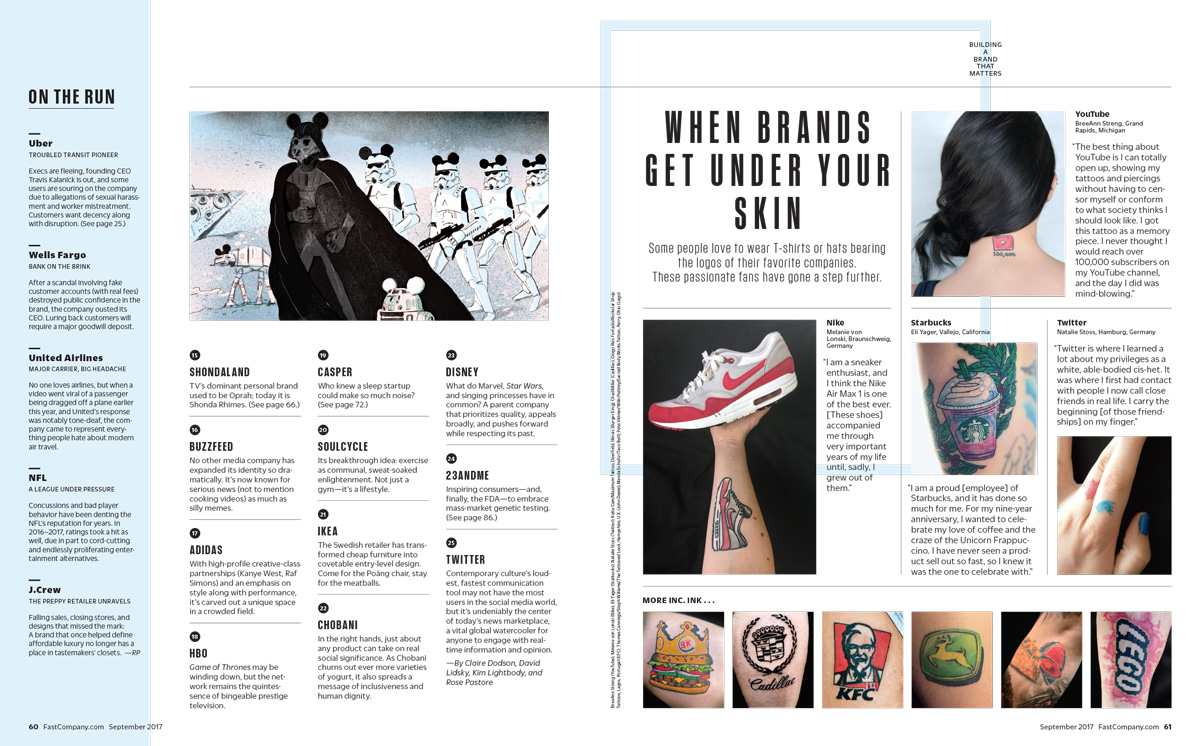 ON THE RUN
Uber
TROUBLED TRANSIT PIONEER
Execs are fleeing, founding CEO
Travis Kalanick is out, and some
users are souring on the company
due to allegations of sexual harass-
ment and worker mistreatment.
Customers want decency along
with disruption. (See page 25.)
Wells Fargo
BANK ON THE BRINK
After a scandal involving fake
customer accounts (with real fees)
destroyed public confidence in the
brand, the company ousted its
CEO. Luring back customers will
require a major goodwill deposit.
United Airlines
MAJOR CARRIER, BIG HEADACHE
No one loves airlines, but when a
video went viral of a passenger
being dragged off a plane earlier
this year, and United's response
was notably tone-deaf, the com-
pany came to represent every-
thing people hate about modern
air travel.
NFL
A LEAGUE UNDER PRESSURE
Concussions and bad player
behavior have been denting the
NFL's reputation for years. In
2016–2017, ratings took a hit as
well, due in part to cord-cutting
and endlessly proliferating enter-
tainment alternatives.
J.Crew
THE PREPPY RETAILER UNRAVELS
Falling sales, closing stores, and
designs that missed the mark:
A brand that once helped define
affordable luxury no longer has a
place in tastemakers' closets. —RP
15
SHONDALAND
TV's dominant personal brand
used to be Oprah; today it is
Shonda Rhimes. (See page 66.)
16
BUZZFEED
No other media company has
expanded its identity so dra-
matically. It's now known for
serious news (not to mention
cooking videos) as much as
silly memes.
17
ADIDAS
With high-profile creative-class
partnerships (Kanye West, Raf
Simons) and an emphasis on
style along with performance,
it's carved out a unique space
in a crowded field.
18
HBO
Game of Thrones may be
winding down, but the net-
work remains the quintes-
sence of bingeable prestige
television.
19
CASPER
Who knew a sleep startup
could make so much noise?
(See page 72.)
20
SOULCYCLE
Its breakthrough idea: exercise
as communal, sweat-soaked
enlightenment. Not just a
gym—it's a lifestyle.
21
IKEA
The Swedish retailer has trans-
formed cheap furniture into
covetable entry-level design.
Come for the Poäng chair, stay
for the meatballs.
22
CHOBANI
In the right hands, just about
any product can take on real
social significance. As Chobani
churns out ever more varieties
of yogurt, it also spreads a
message of inclusiveness and
human dignity.
23
DISNEY
What do Marvel, Star Wars,
and singing princesses have in
common? A parent company
that prioritizes quality, appeals
broadly, and pushes forward
while respecting its past.
24
23ANDME
Inspiring consumers—and,
finally, the FDA—to embrace
mass-market genetic testing.
(See page 86.)
25
TWITTER
Contemporary culture's loud-
est, fastest communication
tool may not have the most
users in the social media world,
but it's undeniably the center
of today's news marketplace,
a vital global watercooler for
anyone to engage with real-
time information and opinion.
—By Claire Dodson, David
Lidsky, Kim Lightbody, and
Rose Pastore
60 FastCompany.com September 2017
BUILDING
A
BRAND
THAT
MATTERS
WHEN BRANDS
GET UNDER YOUR
SKIN
Some people love to wear T-shirts or hats bearing
the logos of their favorite companies.
These passionate fans have gone a step further.
YouTube
BreeAnn Streng, Grand
Rapids, Michigan
"The best thing about
YouTube is I can totally
open up, showing my
tattoos and piercings
without having to cen-
sor myself or conform
to what society thinks I
should look like. I got
this tattoo as a memory
piece. I never thought I
would reach over
100,000 subscribers on
my YouTube channel,
and the day I did was
mind-blowing."
100,000
Nike
Melanie von
Lonski, Braunschweig,
Germany
"I am a sneaker
enthusiast, and
I think the Nike
Air Max 1 is one
of the best ever.
[These shoes]
accompanied
me through
very important
years of my life
until, sadly, I
grew out of
them."
Starbucks
Eli Yager, Vallejo, California
"I am a proud [employee] of
Starbucks, and it has done so
much for me. For my nine-year
anniversary, I wanted to cele-
brate my love of coffee and the
craze of the Unicorn Frappuc-
cino. I have never seen a prod-
uct sell out so fast, so I knew it
was the one to celebrate with."
Twitter
Natalie Stoss, Hamburg, Germany
"Twitter is where I learned a
lot about my privileges as a
white, able-bodied cis-het. It
was where I first had contact
with people I now call close
friends in real life. I carry the
beginning [of those friend-
ships] on my finger."
MORE INC. INK . . .
BK
Cadillac
KFC
LEGO
September 2017 FastCompany.com 61